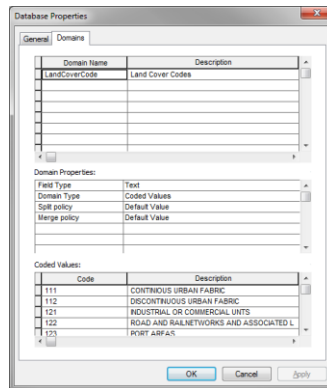 Database Properties
General Domains
Domain Name Description
LandCoverCode Land Cover Codes
Domain Properties:
Field Type Text
Domain Type Coded Values
Split policy Default Value
Merge policy Default Value
Coded Values:
Code Description
111 CONTINIOUS URBAN FABRIC
112 DISCONTINUOUS URBAN FABRIC
121 INDUSTRIAL OR COMMERCIAL UNTS
122 ROAD AND RAILNETWORKS AND ASSOCIATED L
123 PORT AREAS
OK Cancel Apply